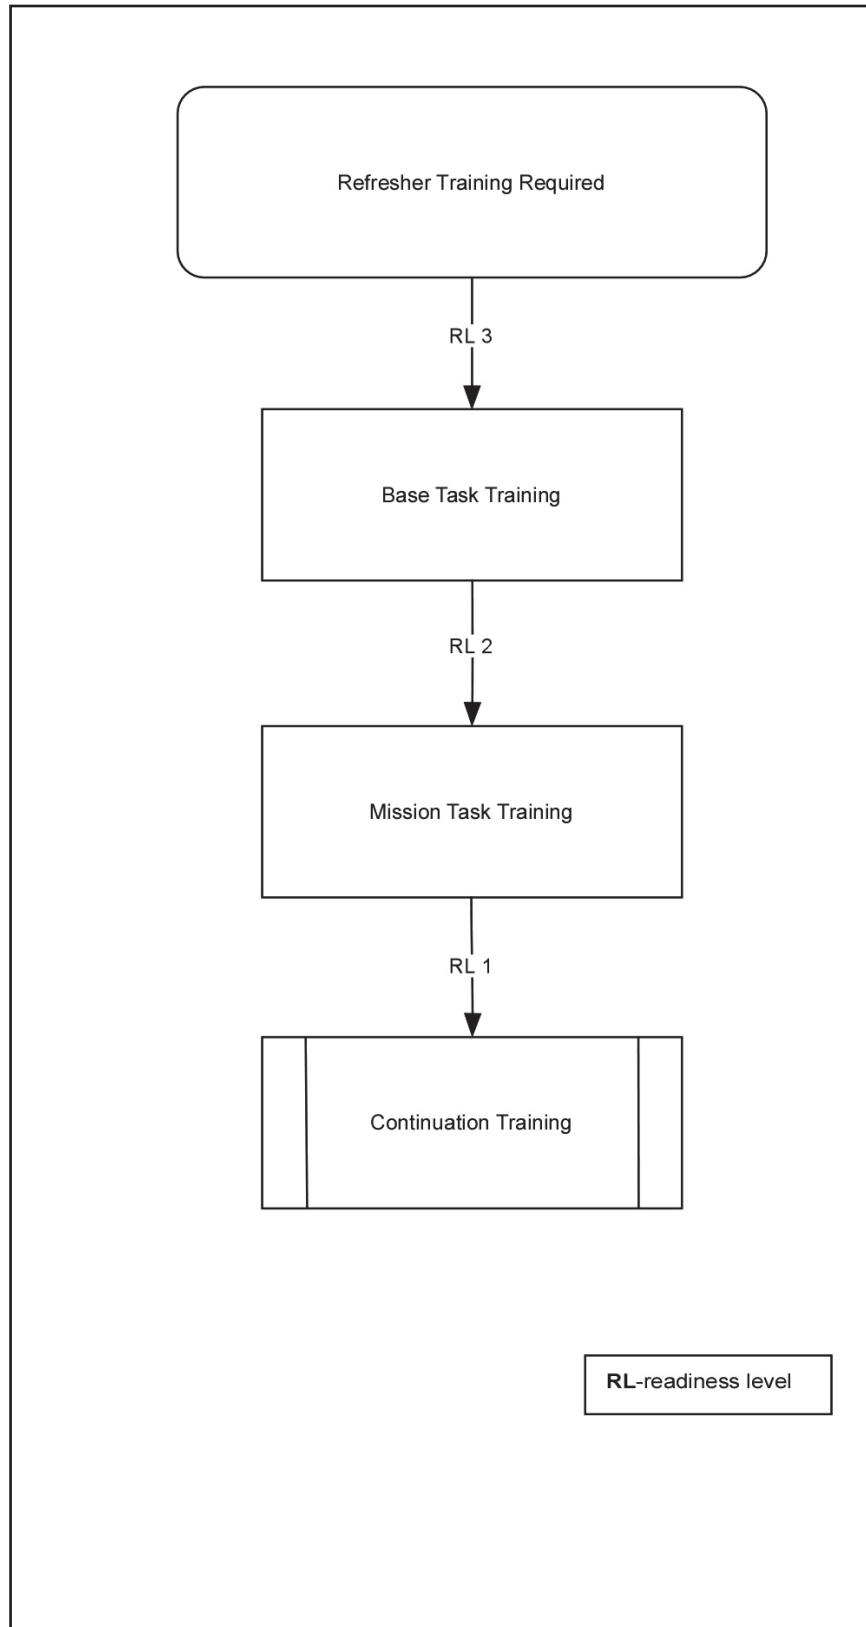 Refresher Training Required
RL 3
Base Task Training
RL 2
Mission Task Training
RL 1
Continuation Training
RL-readiness level